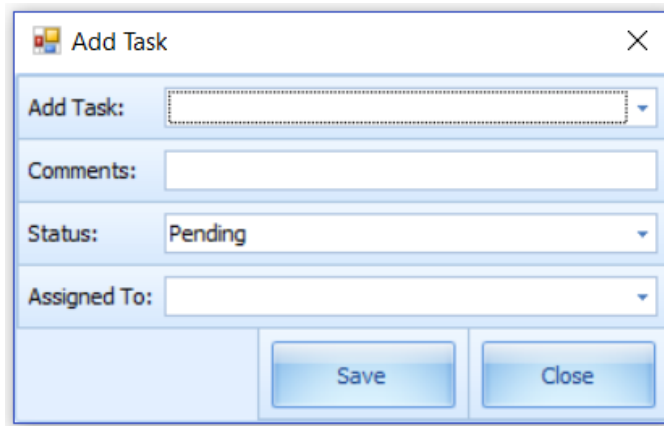 Add Task
Add Task:
Comments:
Status: Pending
Assigned To:
Save Close